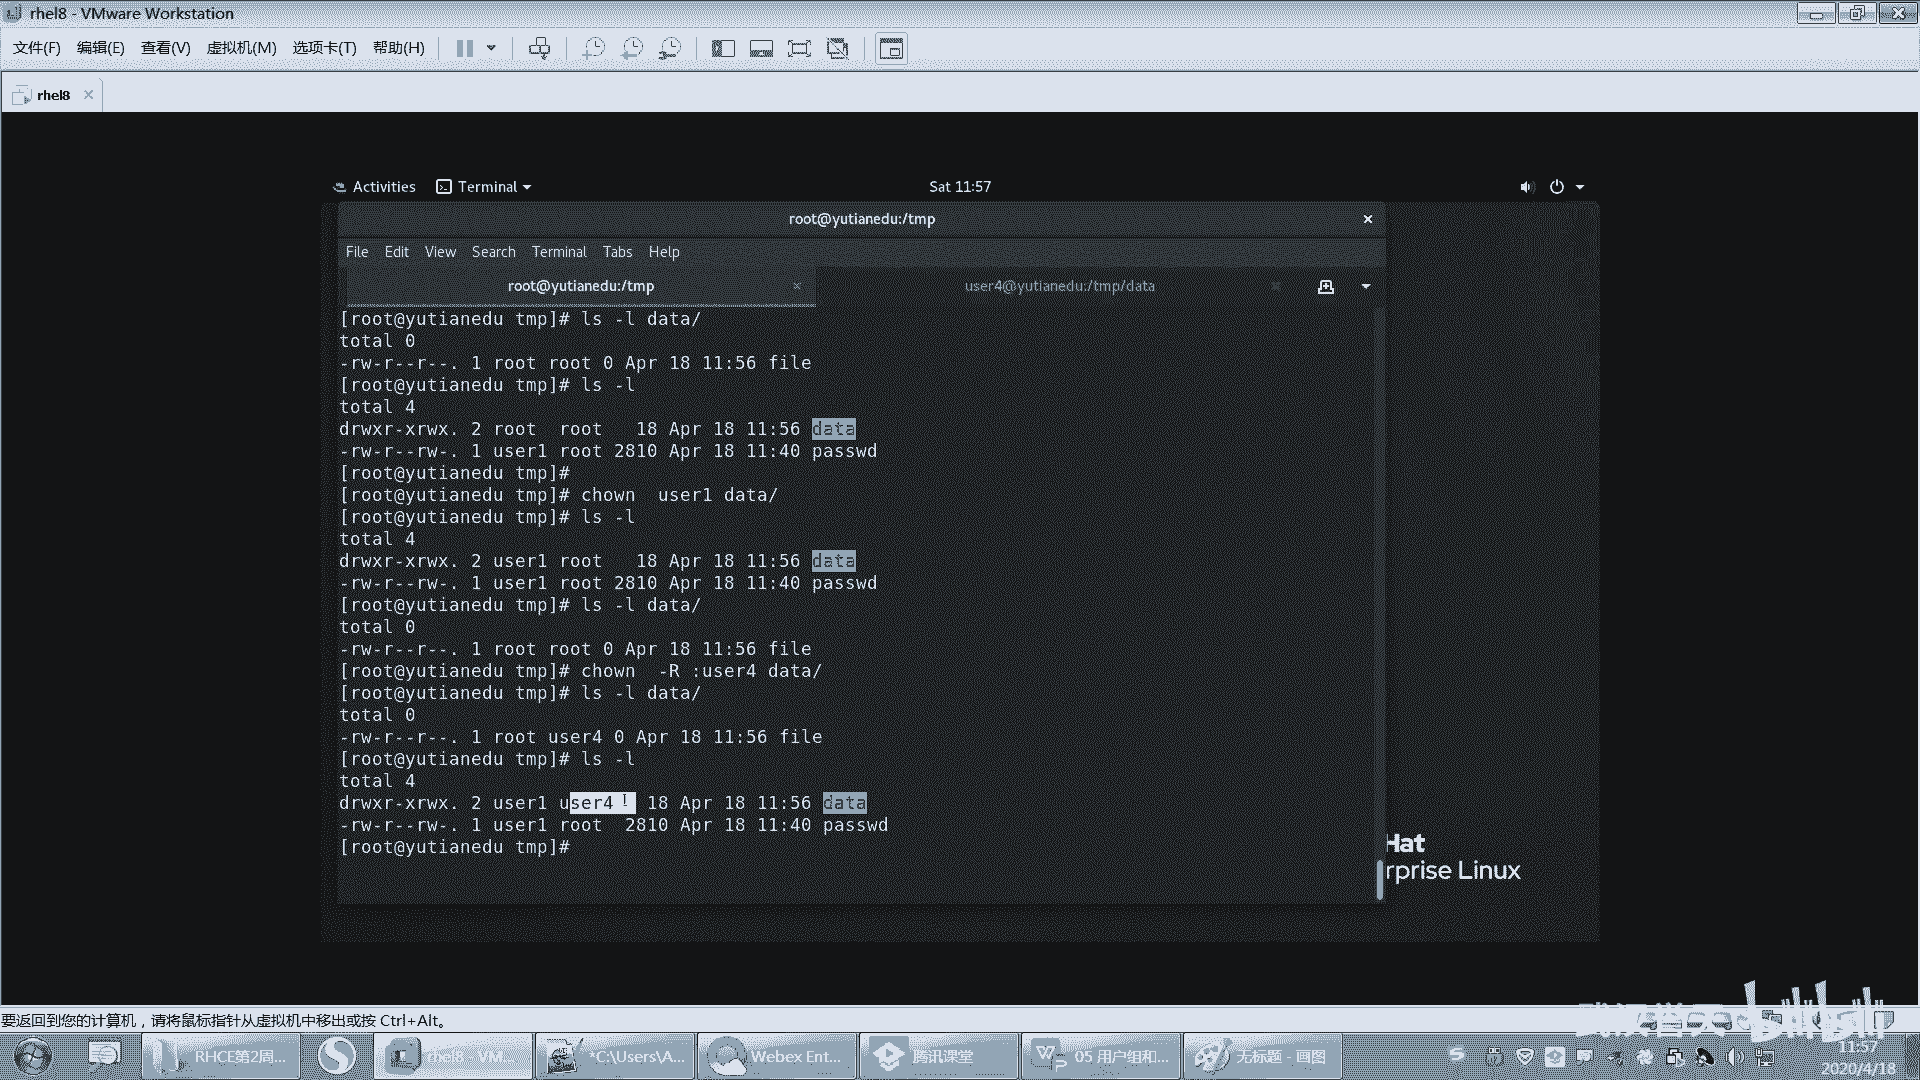 rhel8 - VMware Workstation
文件(F) 编辑(E) 查看(V) 虚拟机(M) 选项卡(T) 帮助(H)
rhel8
Activities Terminal Sat 11:57
root@yutianedu:/tmp
File Edit View Search Terminal Tabs Help
root@yutianedu:/tmp user4@yutianedu:/tmp/data
[root@yutianedu tmp]# ls -l data/
total 0
-rw-r--r--. 1 root root 0 Apr 18 11:56 file
[root@yutianedu tmp]# ls -l
total 4
drwxr-xrwx. 2 root  root   18 Apr 18 11:56 data
-rw-r--rw-. 1 user1 root 2810 Apr 18 11:40 passwd
[root@yutianedu tmp]#
[root@yutianedu tmp]# chown  user1 data/
[root@yutianedu tmp]# ls -l
total 4
drwxr-xrwx. 2 user1 root   18 Apr 18 11:56 data
-rw-r--rw-. 1 user1 root 2810 Apr 18 11:40 passwd
[root@yutianedu tmp]# ls -l data/
total 0
-rw-r--r--. 1 root root 0 Apr 18 11:56 file
[root@yutianedu tmp]# chown  -R :user4 data/
[root@yutianedu tmp]# ls -l data/
total 0
-rw-r--r--. 1 root user4 0 Apr 18 11:56 file
[root@yutianedu tmp]# ls -l
total 4
drwxr-xrwx. 2 user1 user4   18 Apr 18 11:56 data
-rw-r--rw-. 1 user1 root  2810 Apr 18 11:40 passwd
[root@yutianedu tmp]#
Hat
rprise Linux
要返回到您的计算机，请将鼠标指针从虚拟机中移出或按 Ctrl+Alt。
bilibili
RHCE第2周... rhel8 - VM... *C:\Users\A... Webex Ent... 腾讯课堂 05 用户组和... 无标题 - 画图 11:57
2020/4/18